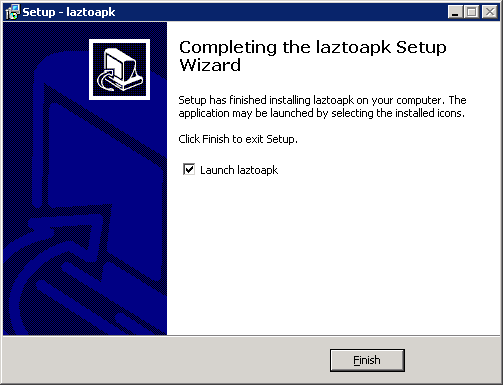 Setup - laztoapk
Completing the laztoapk Setup
Wizard
Setup has finished installing laztoapk on your computer. The
application may be launched by selecting the installed icons.
Click Finish to exit Setup.
Launch laztoapk
Finish